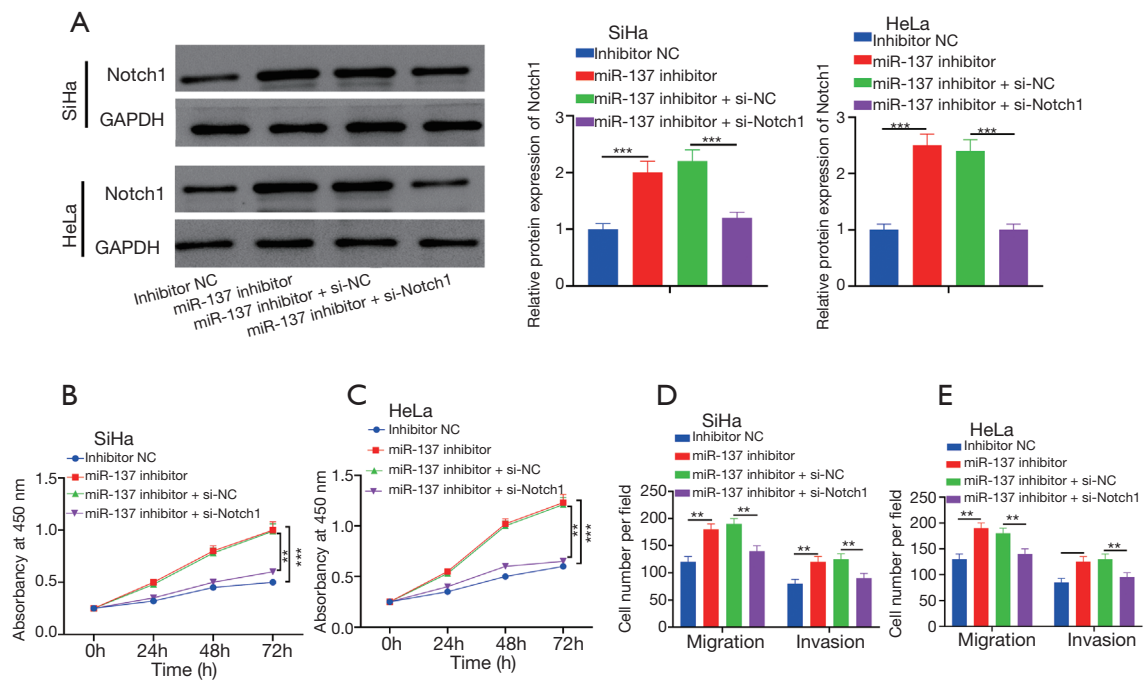 A
SiHa
Notch1
GAPDH
HeLa
Notch1
GAPDH
Inhibitor NC
miR-137 inhibitor
miR-137 inhibitor + si-NC
miR-137 inhibitor + si-Notch1
SiHa
Inhibitor NC
miR-137 inhibitor
miR-137 inhibitor + si-NC
miR-137 inhibitor + si-Notch1
Relative protein expression of Notch1
3
2
1
0
***
***
HeLa
Inhibitor NC
miR-137 inhibitor
miR-137 inhibitor + si-NC
miR-137 inhibitor + si-Notch1
Relative protein expression of Notch1
3
2
1
0
***
***
B
SiHa
Inhibitor NC
miR-137 inhibitor
miR-137 inhibitor + si-NC
miR-137 inhibitor + si-Notch1
Absorbancy at 450 nm
1.5
1.0
0.5
0.0
**
***
0h 24h 48h 72h
Time (h)
C
HeLa
Inhibitor NC
miR-137 inhibitor
miR-137 inhibitor + si-NC
miR-137 inhibitor + si-Notch1
Absorbancy at 450 nm
1.5
1.0
0.5
0.0
**
***
0h 24h 48h 72h
Time (h)
D
SiHa
Inhibitor NC
miR-137 inhibitor
miR-137 inhibitor + si-NC
miR-137 inhibitor + si-Notch1
Cell number per field
250
200
150
100
50
0
** **
** **
Migration Invasion
E
HeLa
Inhibitor NC
miR-137 inhibitor
miR-137 inhibitor + si-NC
miR-137 inhibitor + si-Notch1
Cell number per field
250
200
150
100
50
0
** **
**
Migration Invasion